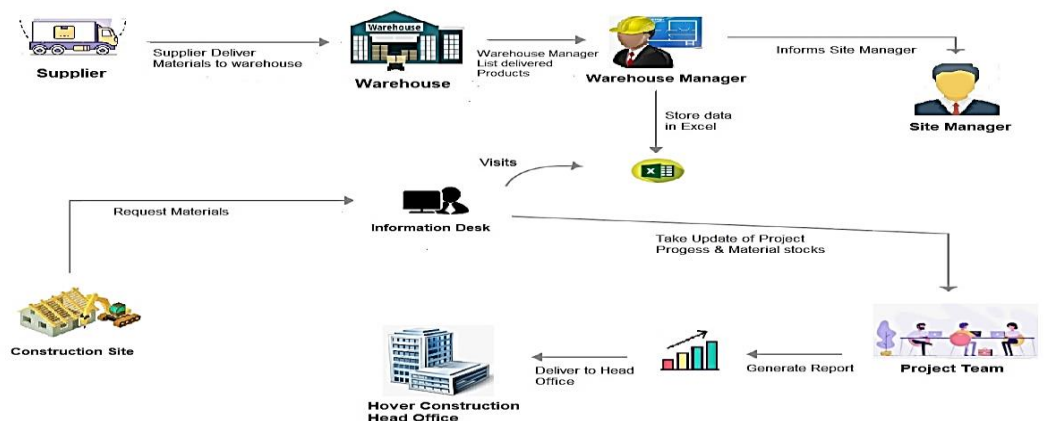 Supplier
Supplier Deliver
Materials to warehouse
Warehouse
Warehouse
Warehouse Manager
List delivered
Products
Warehouse Manager
Informs Site Manager
Site Manager
Store data
in Excel
X
Visits
Information Desk
Request Materials
Construction Site
Take Update of Project
Progess & Material stocks
Project Team
Generate Report
Deliver to Head
Office
Hover Construction
Head Office